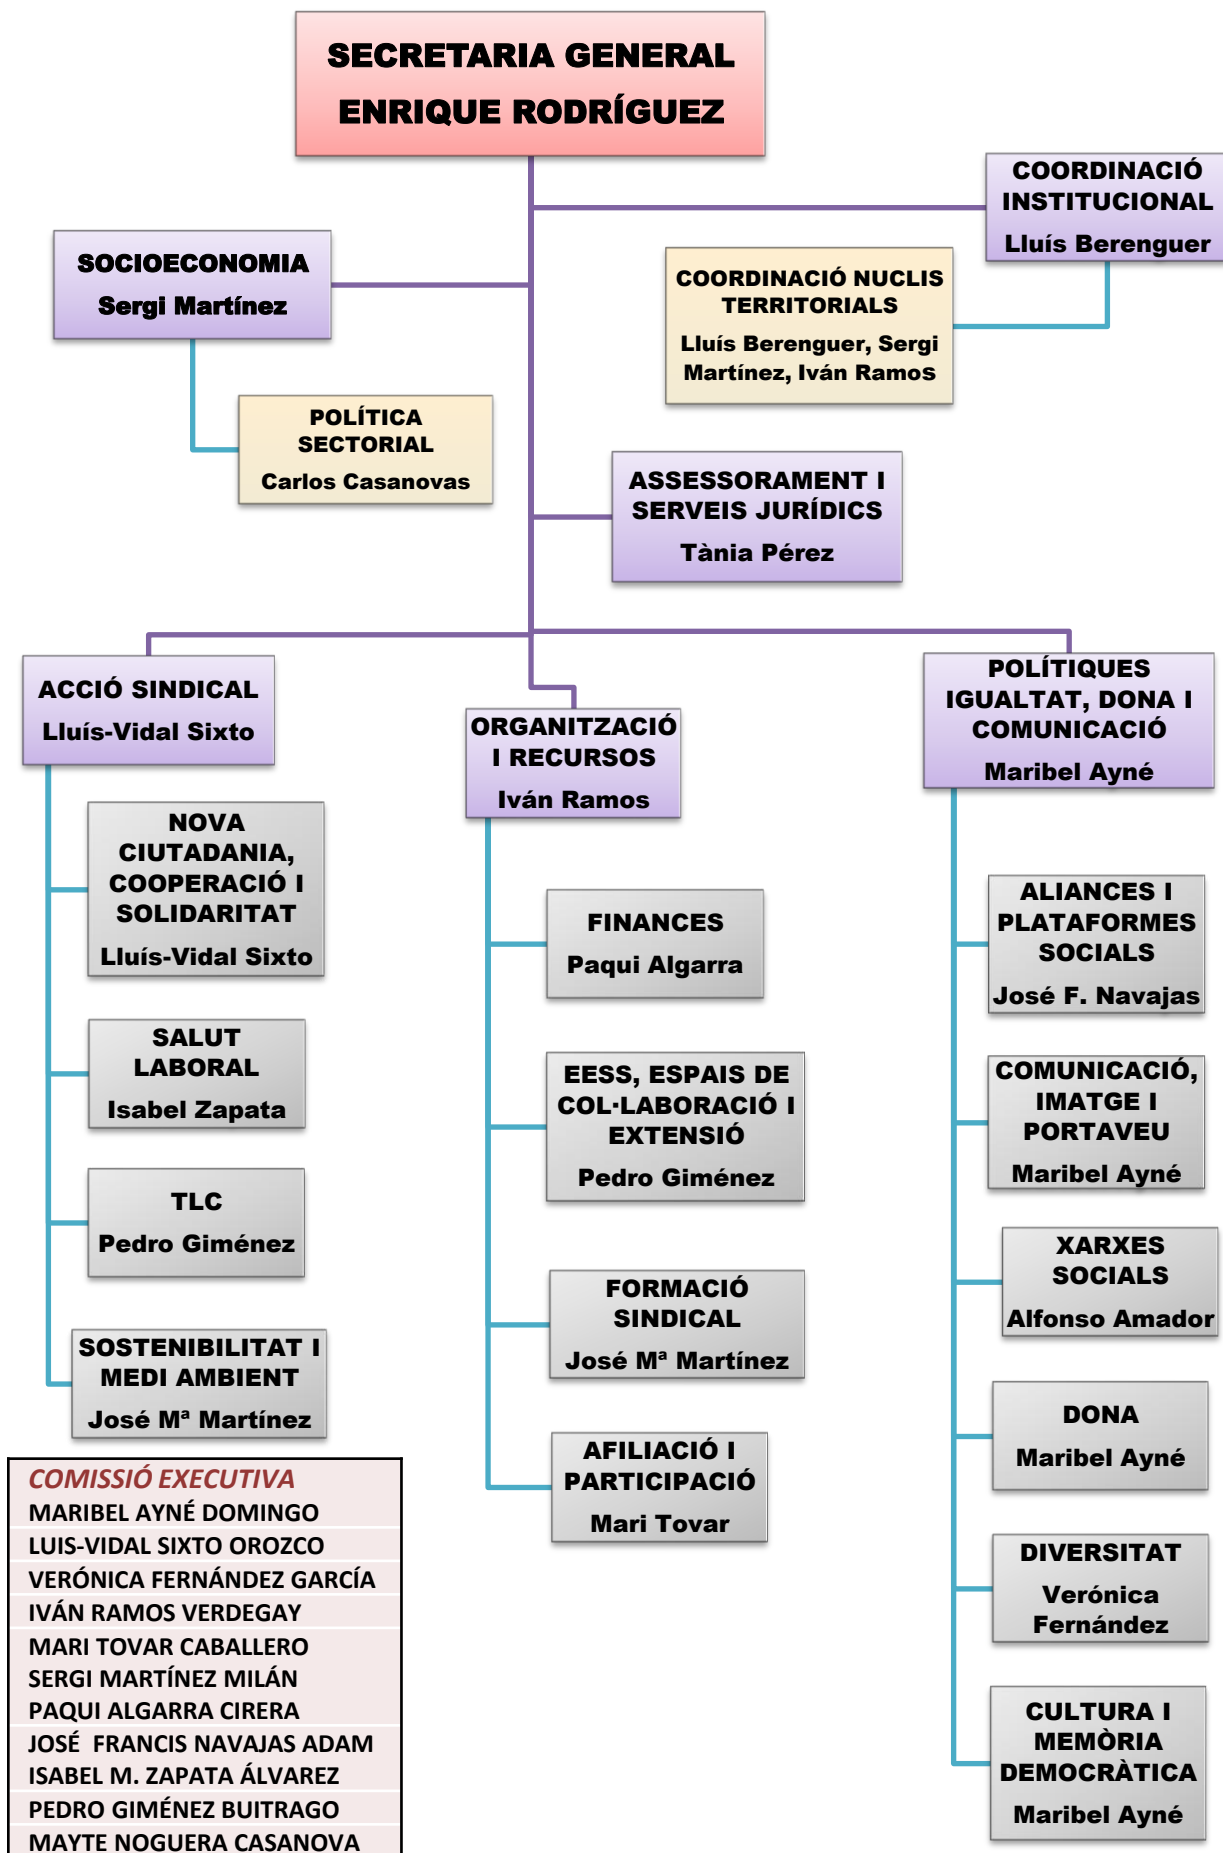 SECRETARIA GENERAL
ENRIQUE RODRÍGUEZ
COORDINACIÓ
INSTITUCIONAL
Lluís Berenguer
SOCIOECONOMIA
Sergi Martínez
COORDINACIÓ NUCLIS
TERRITORIALS
Lluís Berenguer, Sergi
Martínez, Iván Ramos
POLÍTICA
SECTORIAL
Carlos Casanovas
ASSESSORAMENT I
SERVEIS JURÍDICS
Tània Pérez
ACCIÓ SINDICAL
Lluís-Vidal Sixto
NOVA
CIUTADANIA,
COOPERACIÓ I
SOLIDARITAT
Lluís-Vidal Sixto
SALUT
LABORAL
Isabel Zapata
TLC
Pedro Giménez
SOSTENIBILITAT I
MEDI AMBIENT
José Mª Martínez
ORGANITZACIÓ
I RECURSOS
Iván Ramos
FINANCES
Paqui Algarra
EESS, ESPAIS DE
COL·LABORACIÓ I
EXTENSIÓ
Pedro Giménez
FORMACIÓ
SINDICAL
José Mª Martínez
AFILIACIÓ I
PARTICIPACIÓ
Mari Tovar
POLÍTIQUES
IGUALTAT, DONA I
COMUNICACIÓ
Maribel Ayné
ALIANCES I
PLATAFORMES
SOCIALS
José F. Navajas
COMUNICACIÓ,
IMATGE I
PORTAVEU
Maribel Ayné
XARXES
SOCIALS
Alfonso Amador
DONA
Maribel Ayné
DIVERSITAT
Verónica
Fernández
CULTURA I
MEMÒRIA
DEMOCRÀTICA
Maribel Ayné
COMISSIÓ EXECUTIVA
MARIBEL AYNÉ DOMINGO
LUIS-VIDAL SIXTO OROZCO
VERÓNICA FERNÁNDEZ GARCÍA
IVÁN RAMOS VERDEGAY
MARI TOVAR CABALLERO
SERGI MARTÍNEZ MILÁN
PAQUI ALGARRA CIRERA
JOSÉ FRANCIS NAVAJAS ADAM
ISABEL M. ZAPATA ÁLVAREZ
PEDRO GIMÉNEZ BUITRAGO
MAYTE NOGUERA CASANOVA